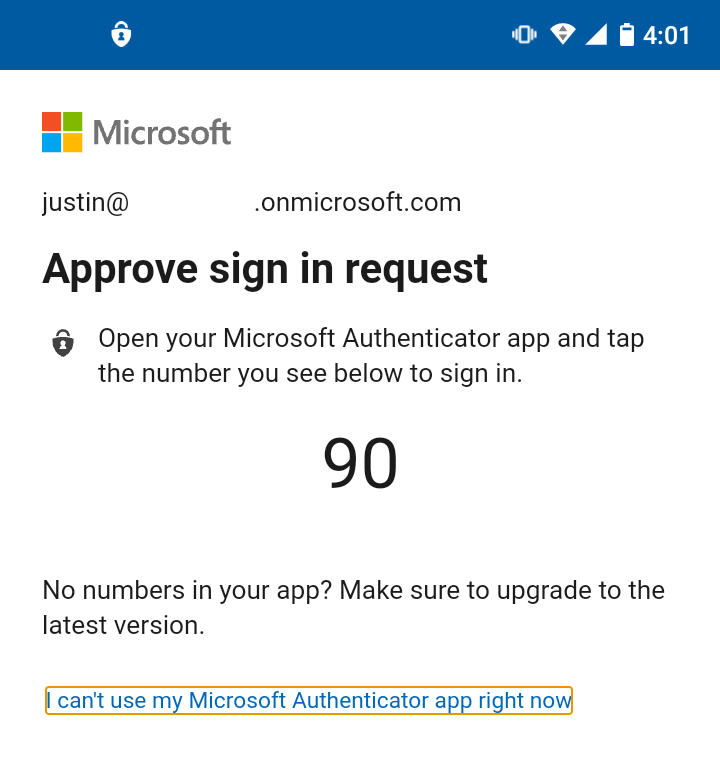 4:01
Microsoft
justin@ .onmicrosoft.com
Approve sign in request
Open your Microsoft Authenticator app and tap
the number you see below to sign in.
90
No numbers in your app? Make sure to upgrade to the
latest version.
I can't use my Microsoft Authenticator app right now